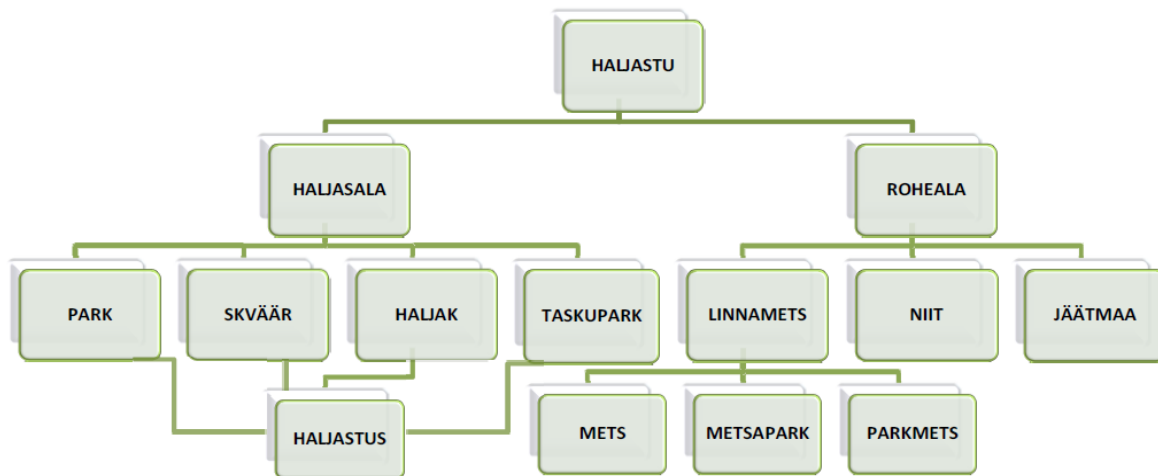 HALJASTU
HALJASALA
ROHEALA
PARK
SKVÄÄR
HALJAK
TASKUPARK
LINNAMETS
NIIT
JÄÄTMAA
HALJASTUS
METS
METSAPARK
PARKMETS